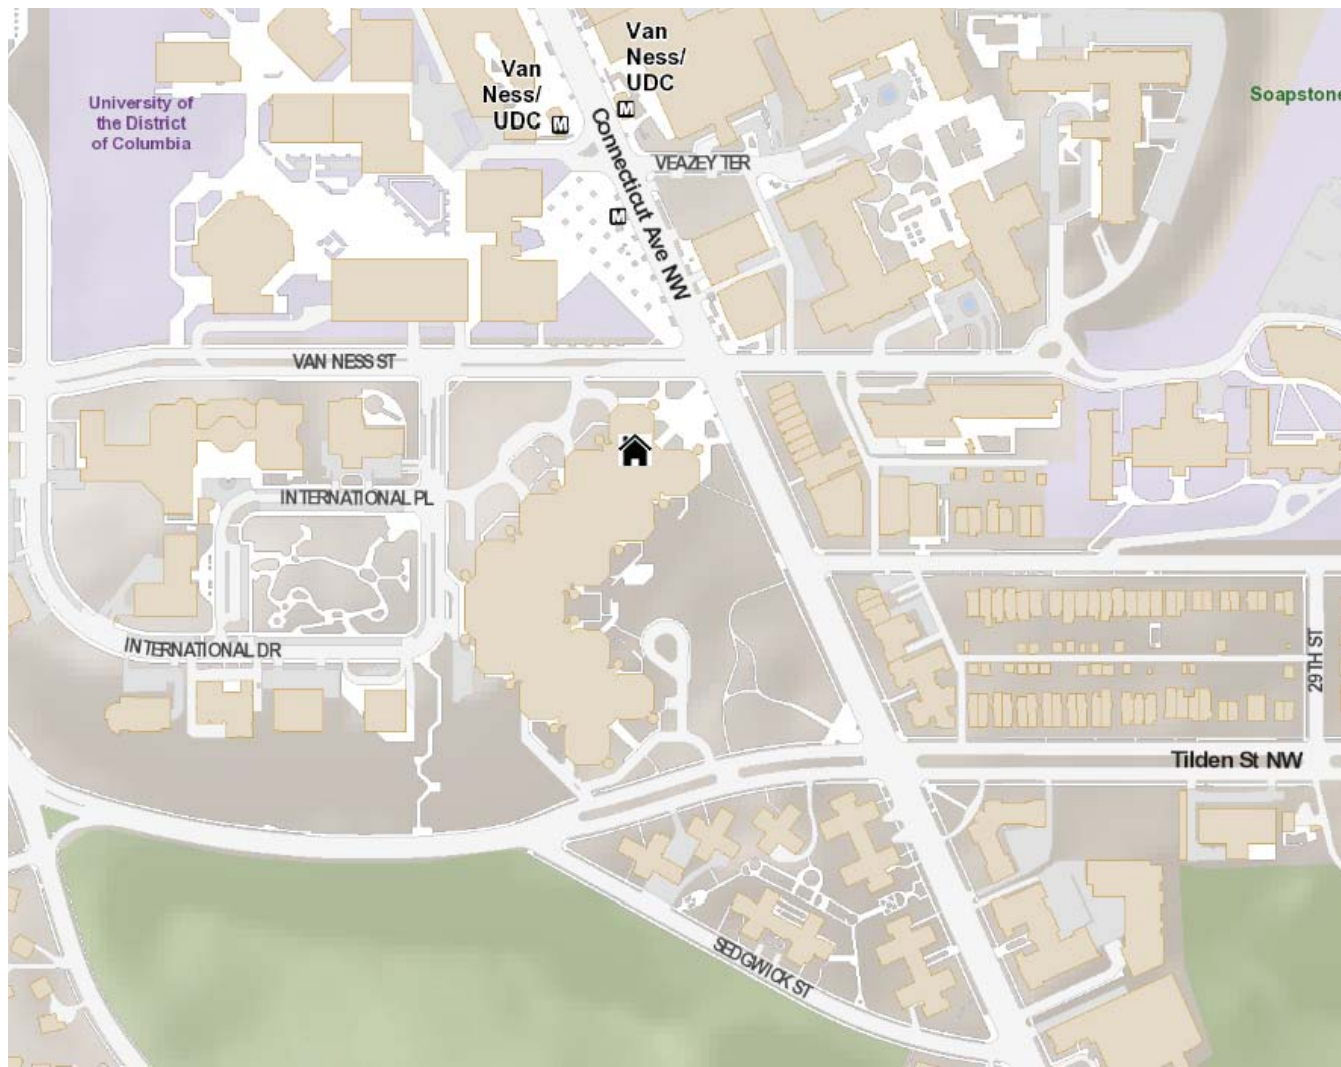 Van
Ness/
UDC
M
Van
Ness/
UDC
M
University of
the District
of Columbia
Soapstone
Connecticut Ave NW
VEAZEY TER
M
VAN NESS ST
INTERNATIONAL PL
INTERNATIONAL DR
29TH ST
Tilden St NW
SEDGWICK ST